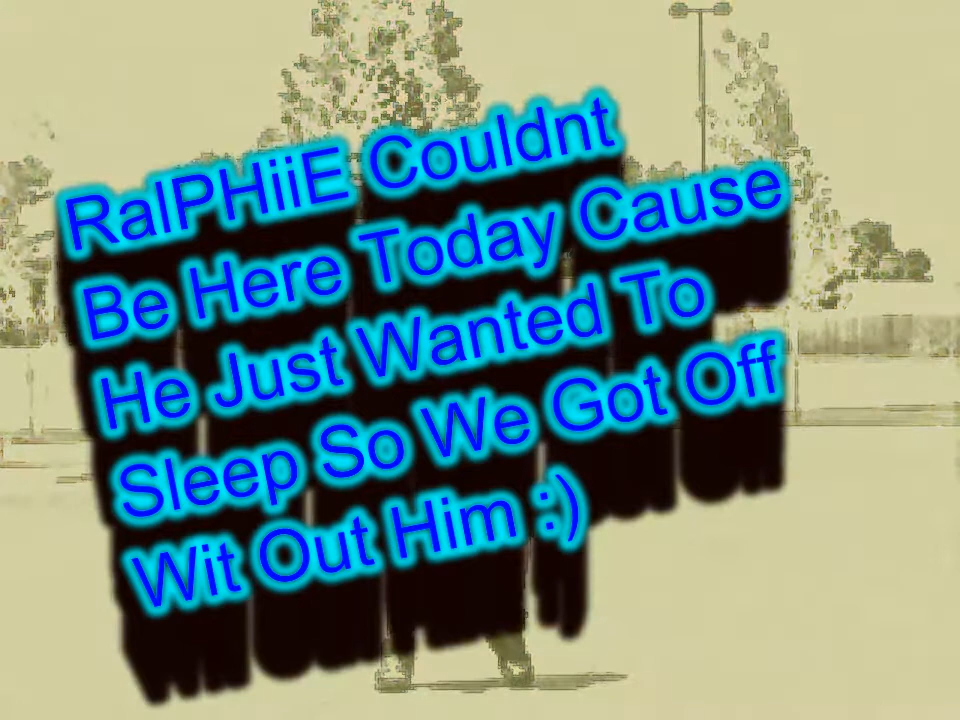 RalPHiiE Couldnt
Be Here Today Cause
He Just Wanted To
Sleep So We Got Off
Wit Out Him :)